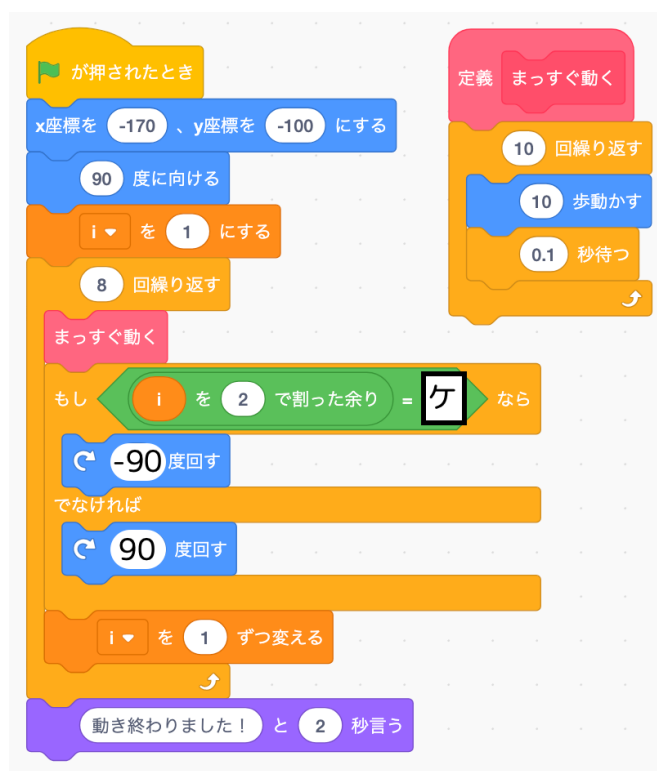 が押されたとき
x座標を -170 、y座標を -100 にする
90 度に向ける
i を 1 にする
8 回繰り返す
まっすぐ動く
もし i を 2 で割った余り = ケ なら
-90 度回す
でなければ
90 度回す
i を 1 ずつ変える
動き終わりました！ と 2 秒言う
定義 まっすぐ動く
10 回繰り返す
10 歩動かす
0.1 秒待つ